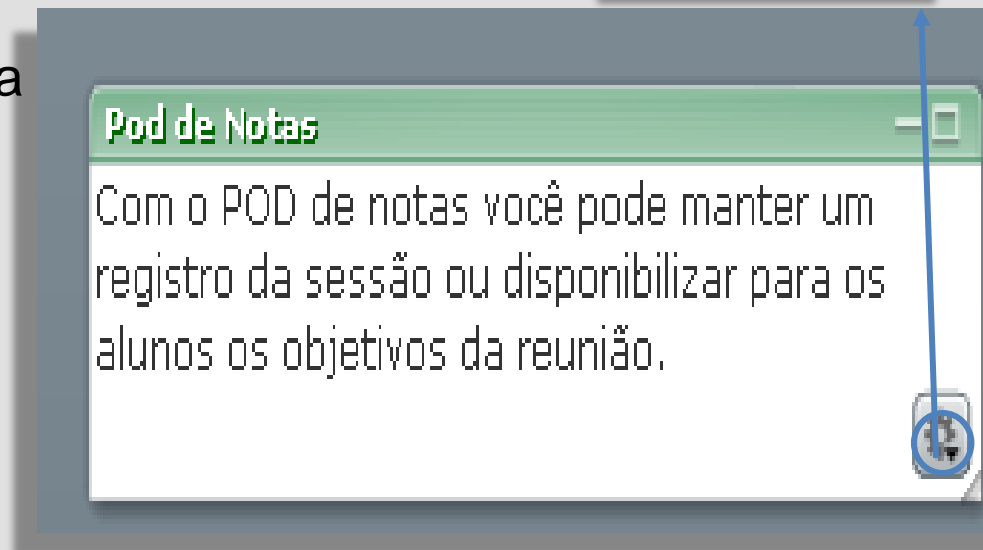 a
Pod de Notas
Com o POD de notas você pode manter um
registro da sessão ou disponibilizar para os
alunos os objetivos da reunião.